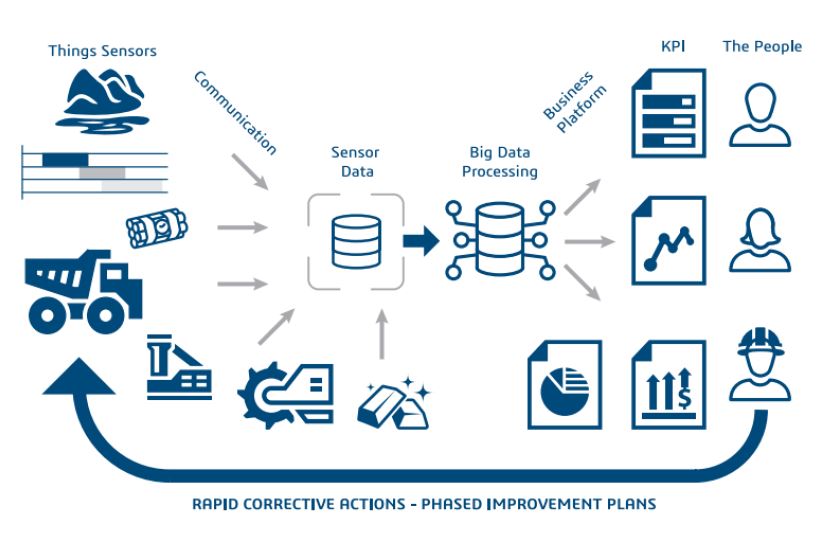 Things Sensors
Communication
Sensor
Data
Big Data
Processing
Business
Platform
KPI
The People
$
RAPID CORRECTIVE ACTIONS - PHASED IMPROVEMENT PLANS